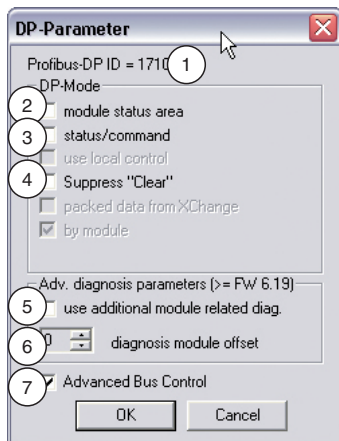 DP-Parameter
Profibus-DP ID = 1710
1
DP-Mode
2
module status area
3
status/command
use local control
4
Suppress "Clear"
packed data from XChange
by module
Adv. diagnosis parameters (>= FW 6.19)
5
use additional module related diag.
6
0
diagnosis module offset
7
Advanced Bus Control
OK
Cancel